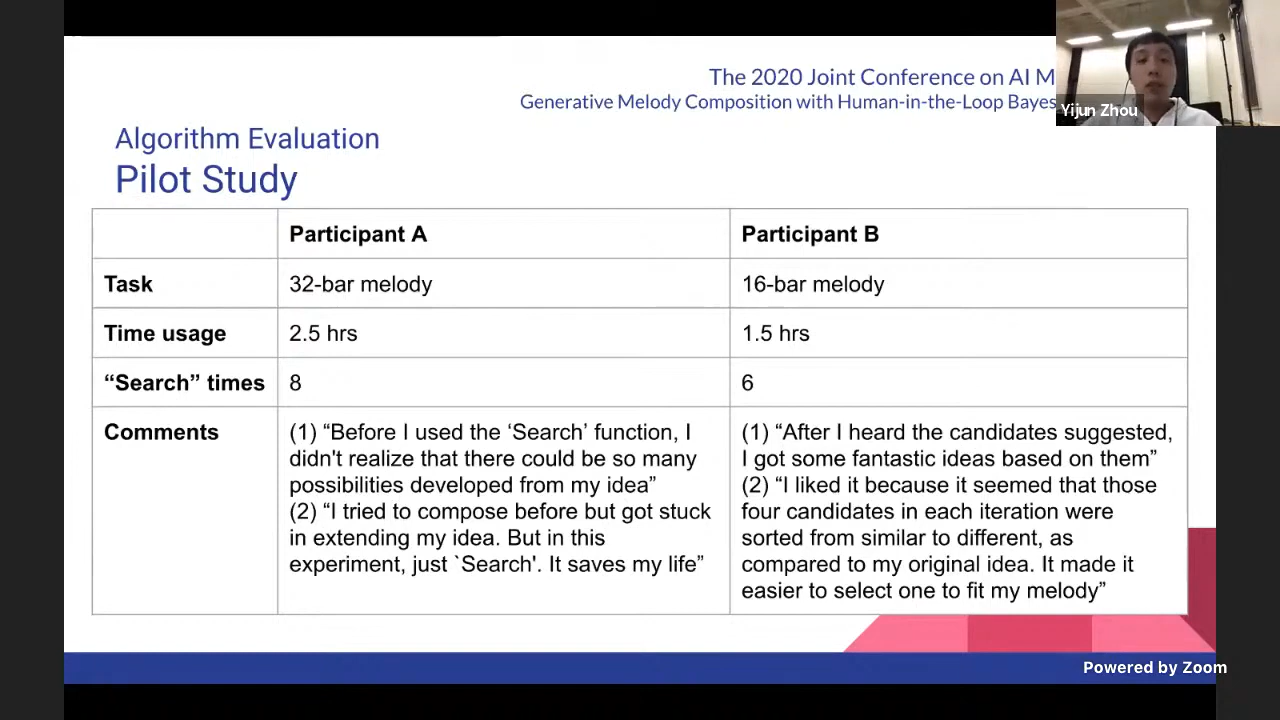 The 2020 Joint Conference on AI M
Generative Melody Composition with Human-in-the-Loop Bayes
Yijun Zhou
Algorithm Evaluation
Pilot Study
Participant A
Participant B
Task
32-bar melody
16-bar melody
Time usage
2.5 hrs
1.5 hrs
“Search” times
8
6
Comments
(1) “Before I used the ‘Search’ function, I
didn't realize that there could be so many
possibilities developed from my idea”
(2) “I tried to compose before but got stuck
in extending my idea. But in this
experiment, just `Search'. It saves my life”
(1) “After I heard the candidates suggested,
I got some fantastic ideas based on them”
(2) “I liked it because it seemed that those
four candidates in each iteration were
sorted from similar to different, as
compared to my original idea. It made it
easier to select one to fit my melody”
Powered by Zoom